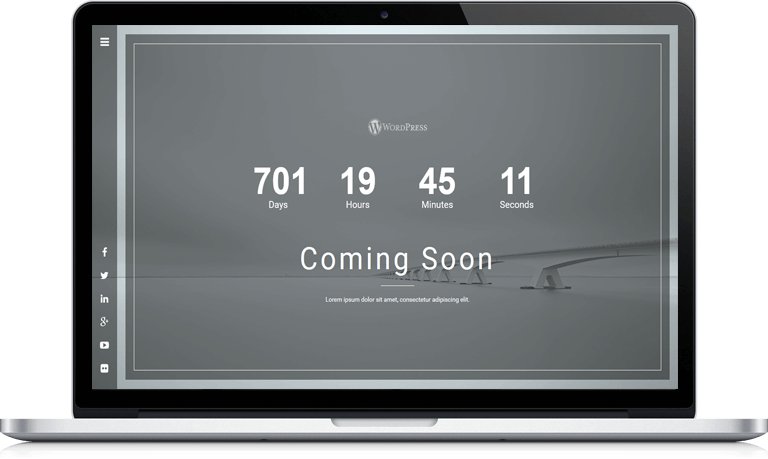 WORDPRESS
701 19 45 11
Days Hours Minutes Seconds
Coming Soon
Lorem ipsum dolor sit amet, consectetur adipiscing elit.